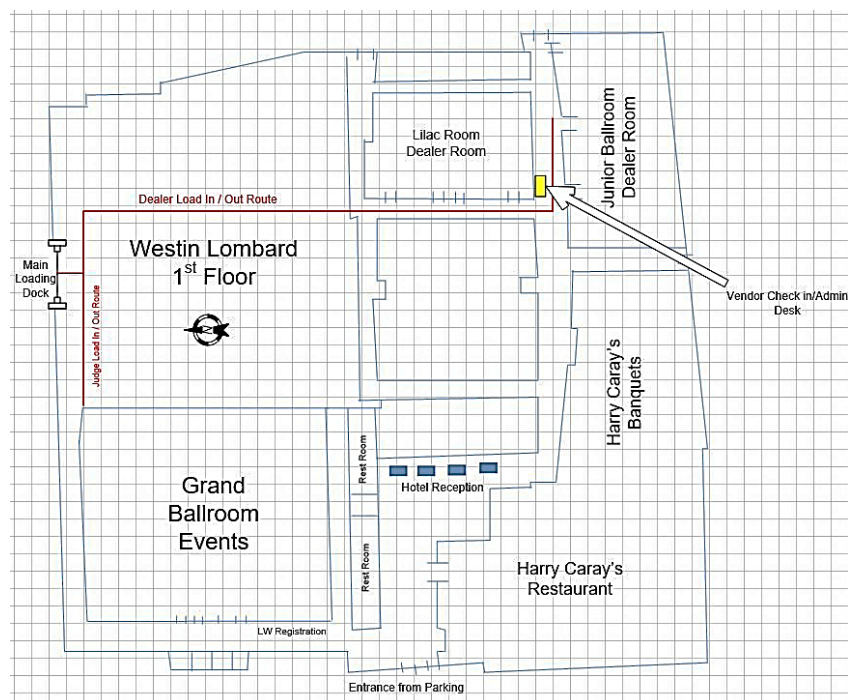 Lilac Room
Dealer Room
Junior Ballroom
Dealer Room
Dealer Load In / Out Route
Westin Lombard
1st Floor
Main
Loading
Dock
Judge Load In / Out Route
N
Vendor Check in/Admin
Desk
Harry Caray's
Banquets
Rest Room
Hotel Reception
Grand
Ballroom
Events
Rest Room
Harry Caray's
Restaurant
LW Registration
Entrance from Parking